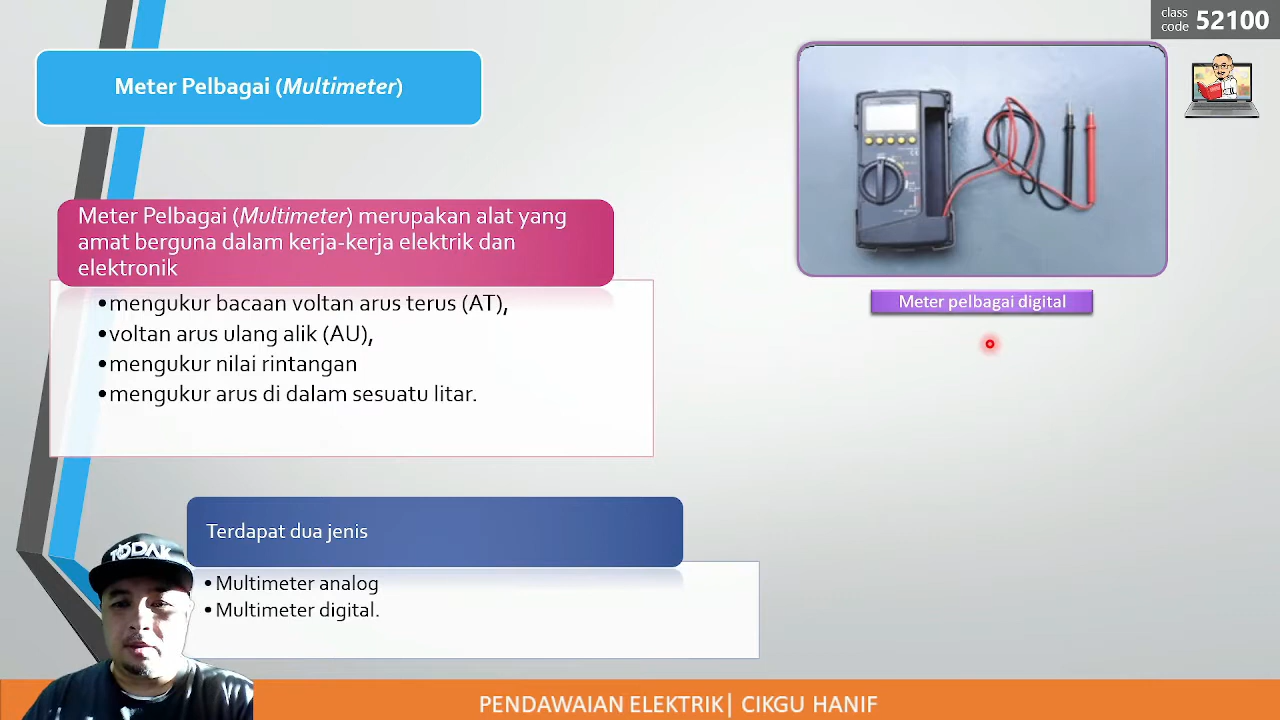 class
code 52100
Meter Pelbagai (Multimeter)
Meter Pelbagai (Multimeter) merupakan alat yang
amat berguna dalam kerja-kerja elektrik dan
elektronik
•mengukur bacaan voltan arus terus (AT),
•voltan arus ulang alik (AU),
•mengukur nilai rintangan
•mengukur arus di dalam sesuatu litar.
Meter pelbagai digital
Terdapat dua jenis
•Multimeter analog
•Multimeter digital.
TODAK
PENDAWAIAN ELEKTRIK| CIKGU HANIF